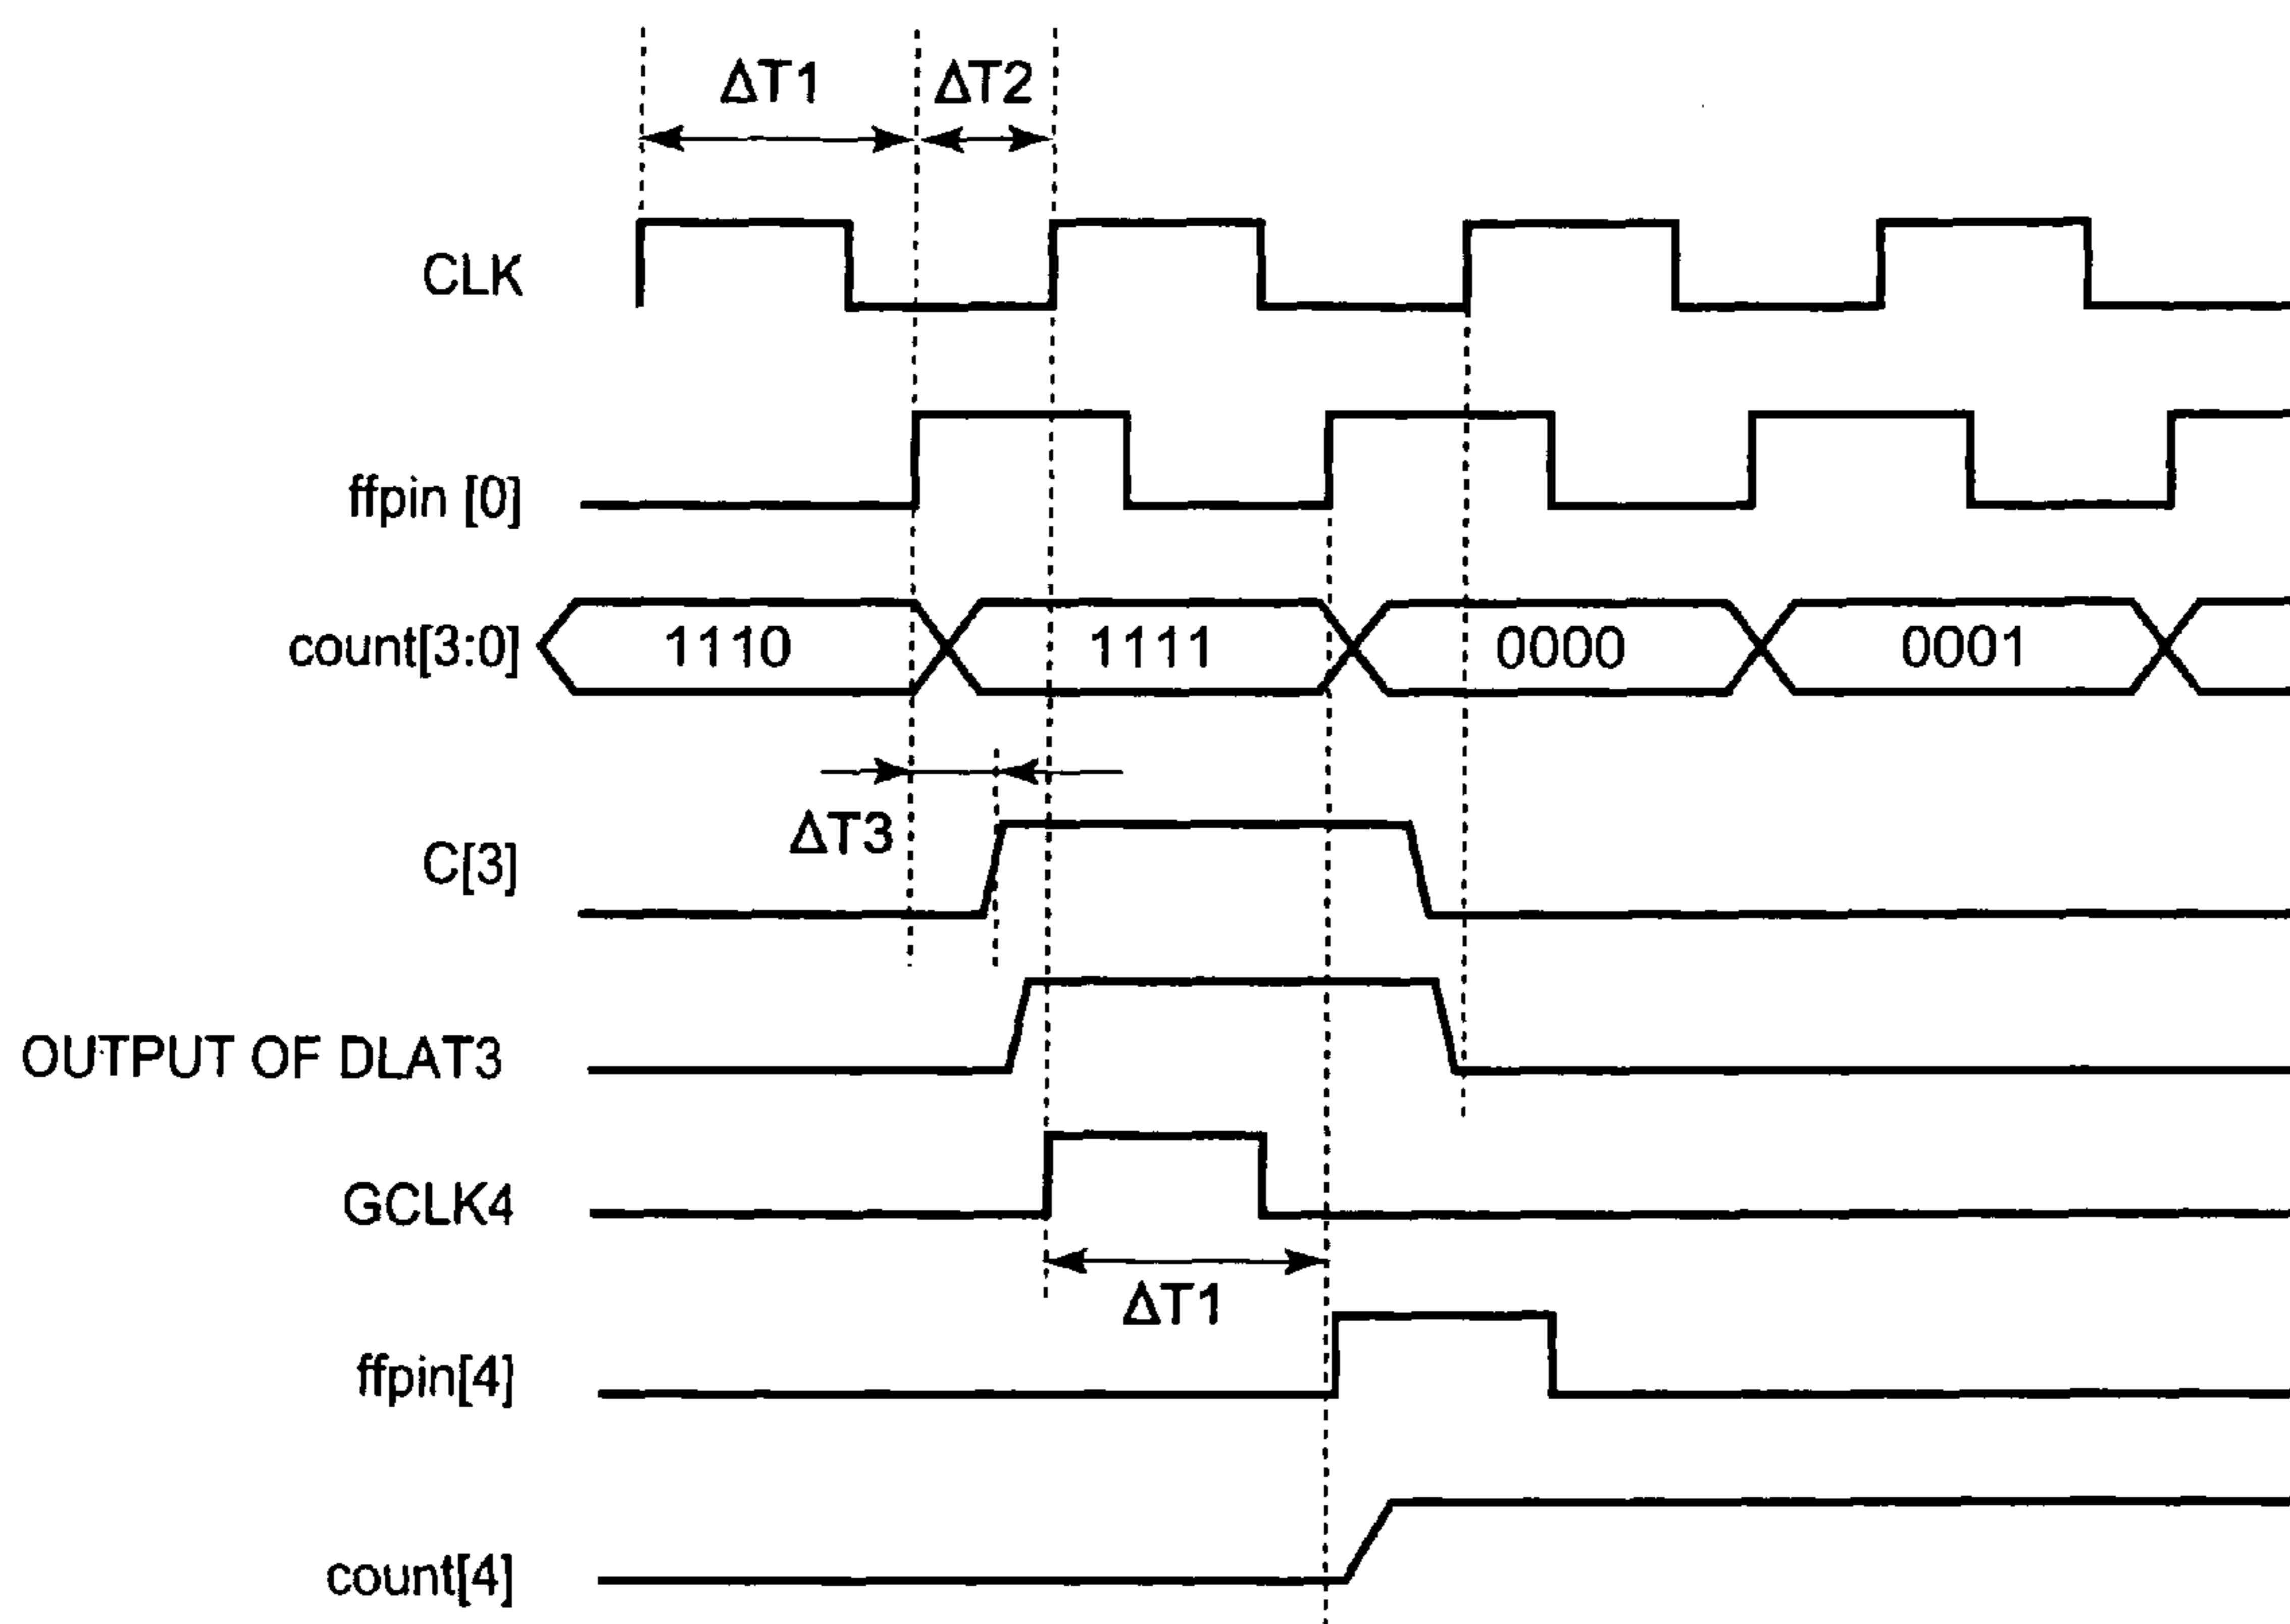 ΔT1 ΔT2
CLK
ffpin [0]
count[3:0] 1110 1111 0000 0001
ΔT3
C[3]
OUTPUT OF DLAT3
GCLK4
ΔT1
ffpin[4]
count[4]